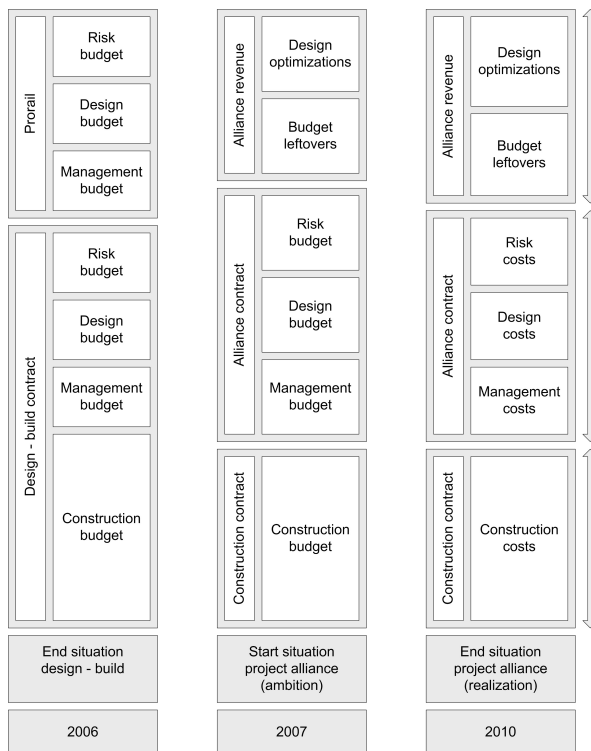 Prorail
Risk
budget
Design
budget
Management
budget
Design - build contract
Risk
budget
Design
budget
Management
budget
Construction
budget
End situation
design - build
2006
Alliance revenue
Design
optimizations
Budget
leftovers
Alliance contract
Risk
budget
Design
budget
Management
budget
Construction contract
Construction
budget
Start situation
project alliance
(ambition)
2007
Alliance revenue
Design
optimizations
Budget
leftovers
Alliance contract
Risk
costs
Design
costs
Management
costs
Construction contract
Construction
costs
End situation
project alliance
(realization)
2010